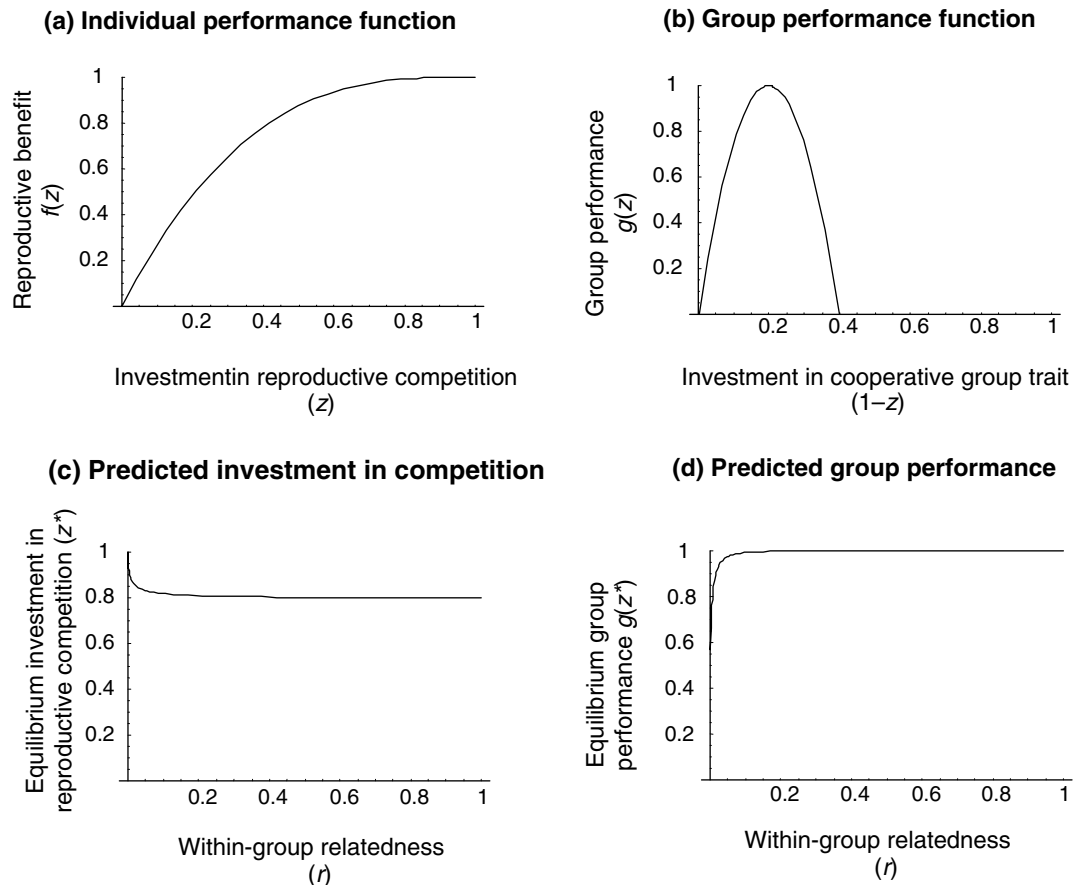 (a) Individual performance function
Reproductive benefit
f(z)
1
0.8
0.6
0.4
0.2
0.2 0.4 0.6 0.8 1
Investmentin reproductive competition
(z)
(b) Group performance function
Group performance
g(z)
1
0.8
0.6
0.4
0.2
0.2 0.4 0.6 0.8 1
Investment in cooperative group trait
(1–z)
(c) Predicted investment in competition
Equilibrium investment in
reproductive competition (z*)
1
0.8
0.6
0.4
0.2
0.2 0.4 0.6 0.8 1
Within-group relatedness
(r)
(d) Predicted group performance
Equilibrium group
performance g(z*)
1
0.8
0.6
0.4
0.2
0.2 0.4 0.6 0.8 1
Within-group relatedness
(r)